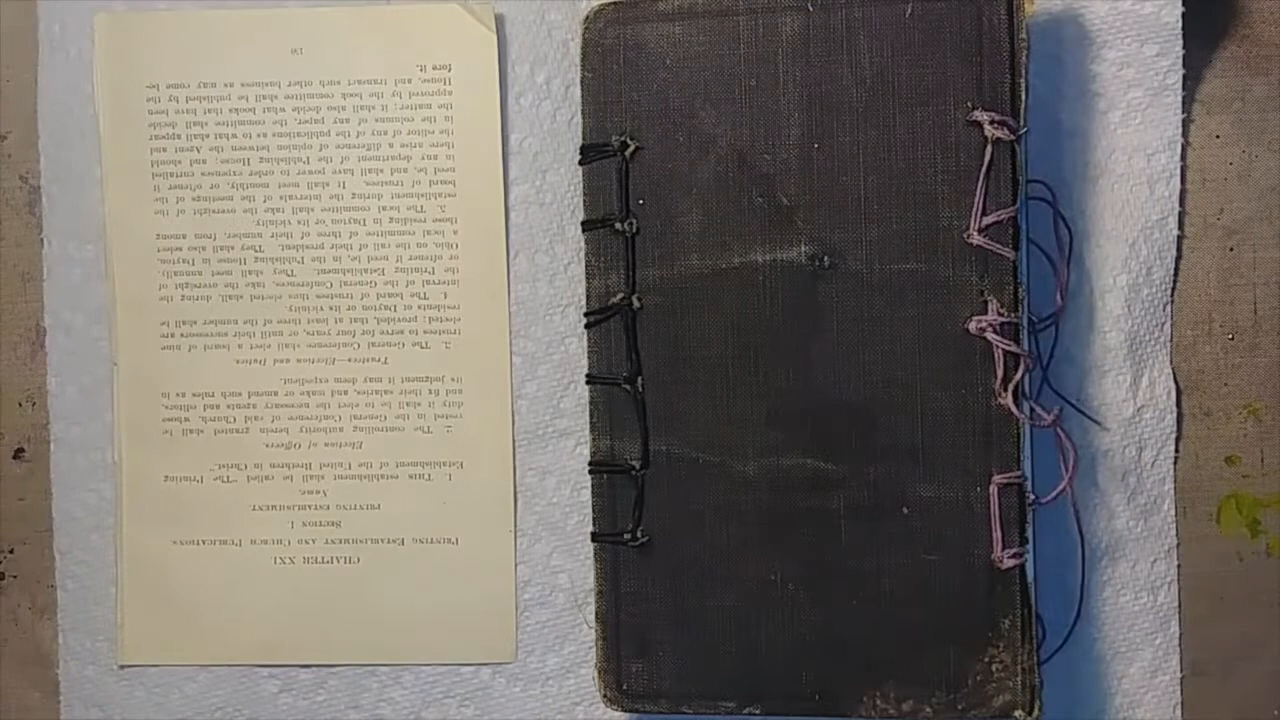 CHAPTER XXI.
PRINTING ESTABLISHMENT AND CHURCH PUBLICATIONS.
SECTION I.
PRINTING ESTABLISHMENT.
Name.
1. THIS establishment shall be called "The Printing
Establishment of the United Brethren in Christ."
Election of Officers.
2. The controlling authority herein granted shall be
vested in the General Conference of said Church, whose
duty it shall be to elect the necessary agents and editors,
and fix their salaries, and make or amend such rules as in
its judgment it may deem expedient.
Trustees—Election and Duties.
3. The General Conference shall elect a board of nine
trustees to serve for four years, or until their successors are
elected; provided, that at least three of the number shall be
residents of Dayton or its vicinity.
4. The board of trustees thus elected shall, during the
interval of the General Conferences, take the oversight of
the Printing Establishment. They shall meet annually,
or oftener if need be, in the Publishing House in Dayton,
Ohio, on the call of their president. They shall also select
a local committee of three of their number, from among
those residing in Dayton or its vicinity.
5. The local committee shall take the oversight of the
establishment during the intervals of the meetings of the
board of trustees. It shall meet monthly, or oftener if
need be, and shall have power to order expenses curtailed
in any department of the Publishing House; and should
there arise a difference of opinion between the Agent and
the editor of any of the publications as to what shall appear
in the columns of any paper, the committee shall decide
the matter; it shall also decide what books that have been
approved by the book committee shall be published by the
House, and transact such other business as may come be-
fore it.
150